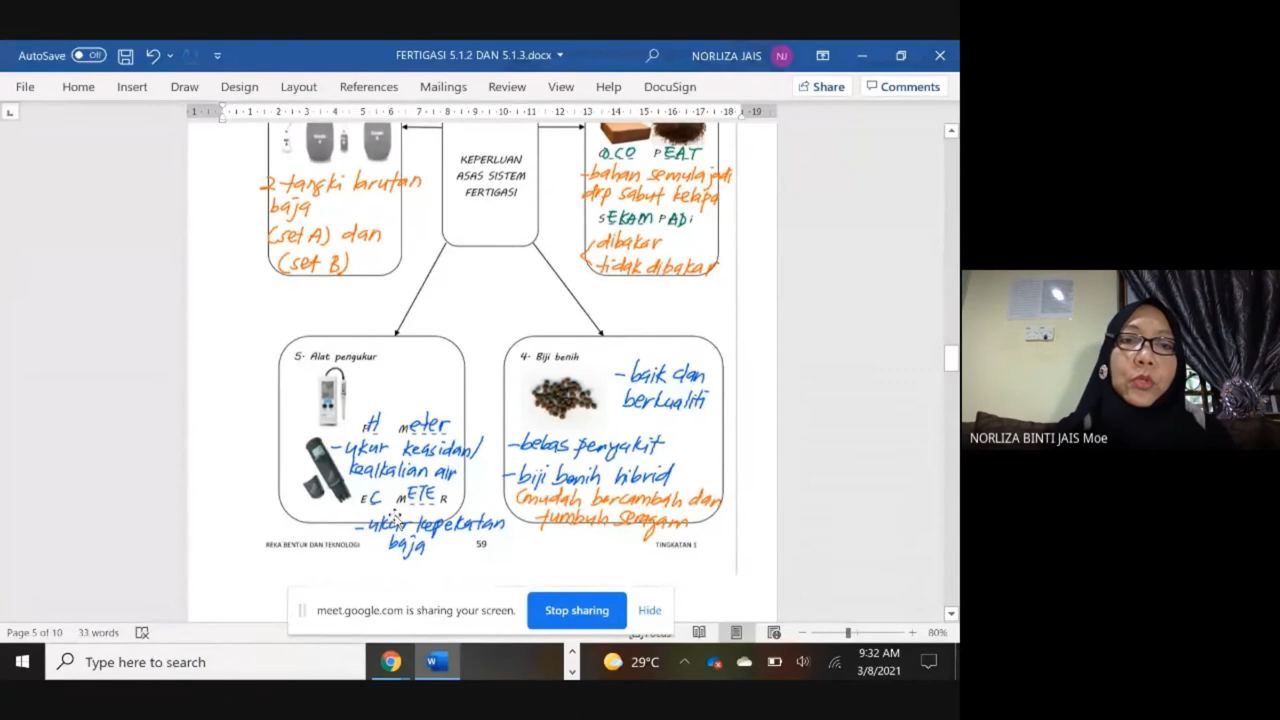 AutoSave Off
FERTIGASI 5.1.2 DAN 5.1.3.docx
NORLIZA JAIS NJ
File Home Insert Draw Design Layout References Mailings Review View Help DocuSign
Share Comments
KEPERLUAN
ASAS SISTEM
FERTIGASI
2 tangki larutan
baja
(set A) dan
(set B)
COCO PEAT
- bahan semulajadi
drp sabut kelapa
SEKAM PADi
dibakar
tidak dibakar
5. Alat pengukur
PH Meter
- ukur keasidan/
kealkalian air
EC METER
- ukur kepekatan
baja
4. Biji benih
- baik dan
berkualiti
- bebas penyakit
- biji benih hibrid
(mudah bercambah dan
tumbuh seragam
REKA BENTUK DAN TEKNOLOGI
59
TINGKATAN 1
meet.google.com is sharing your screen.
Stop sharing
Hide
Page 5 of 10 33 words
80%
Type here to search
29°C
9:32 AM
3/8/2021
NORLIZA BINTI JAIS Moe